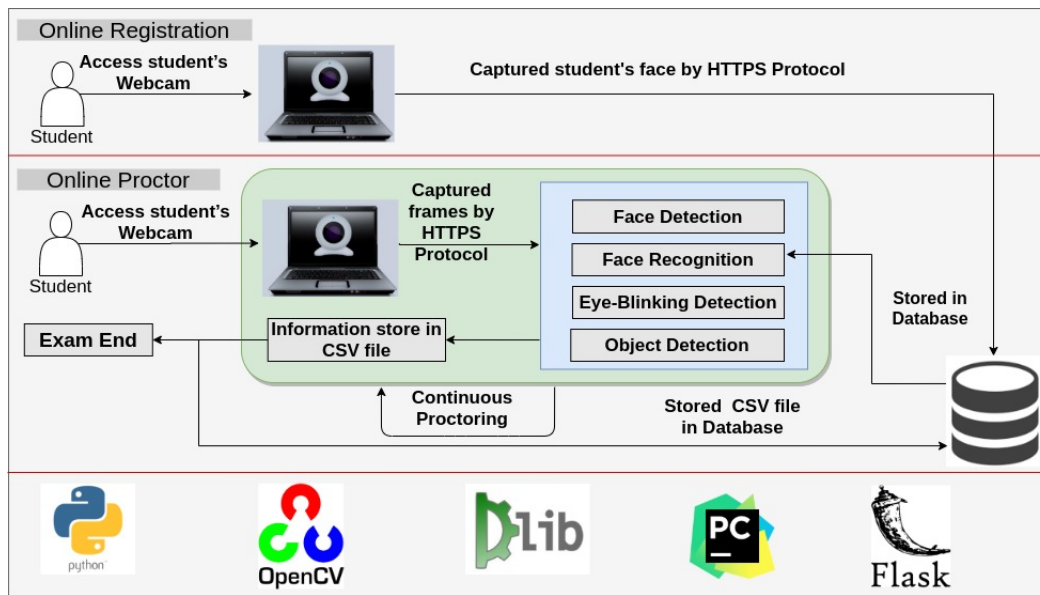 Online Registration
Access student's
Webcam
Captured student's face by HTTPS Protocol
Student
Online Proctor
Access student's
Webcam
Captured
frames by
HTTPS
Protocol
Face Detection
Face Recognition
Eye-Blinking Detection
Object Detection
Student
Stored in
Database
Exam End
Information store in
CSV file
Continuous
Proctoring
Stored CSV file
in Database
python
OpenCV
Dlib
PC
Flask